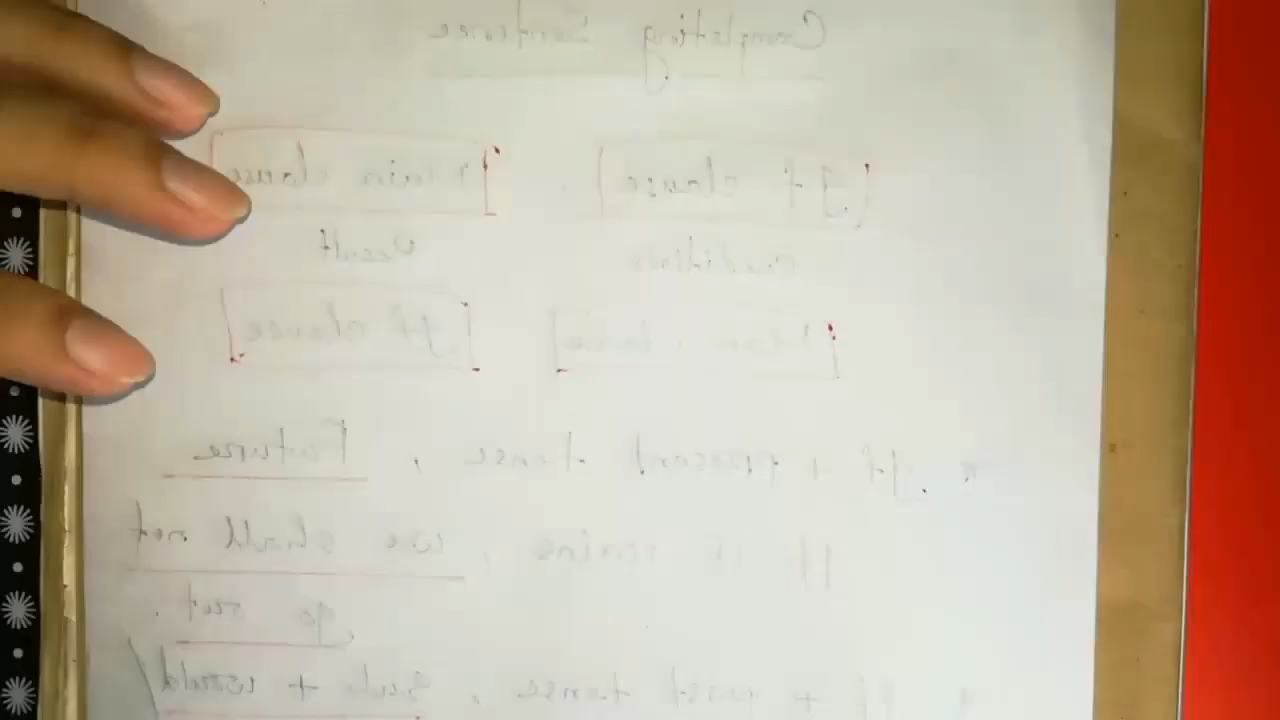 Completing Sentence
[If clause], [Main clause]
condition result
[Main clause] [If clause]
* If + present tense, Future
If it rains, we shall not
go out.
* If + past tense, Sub + would